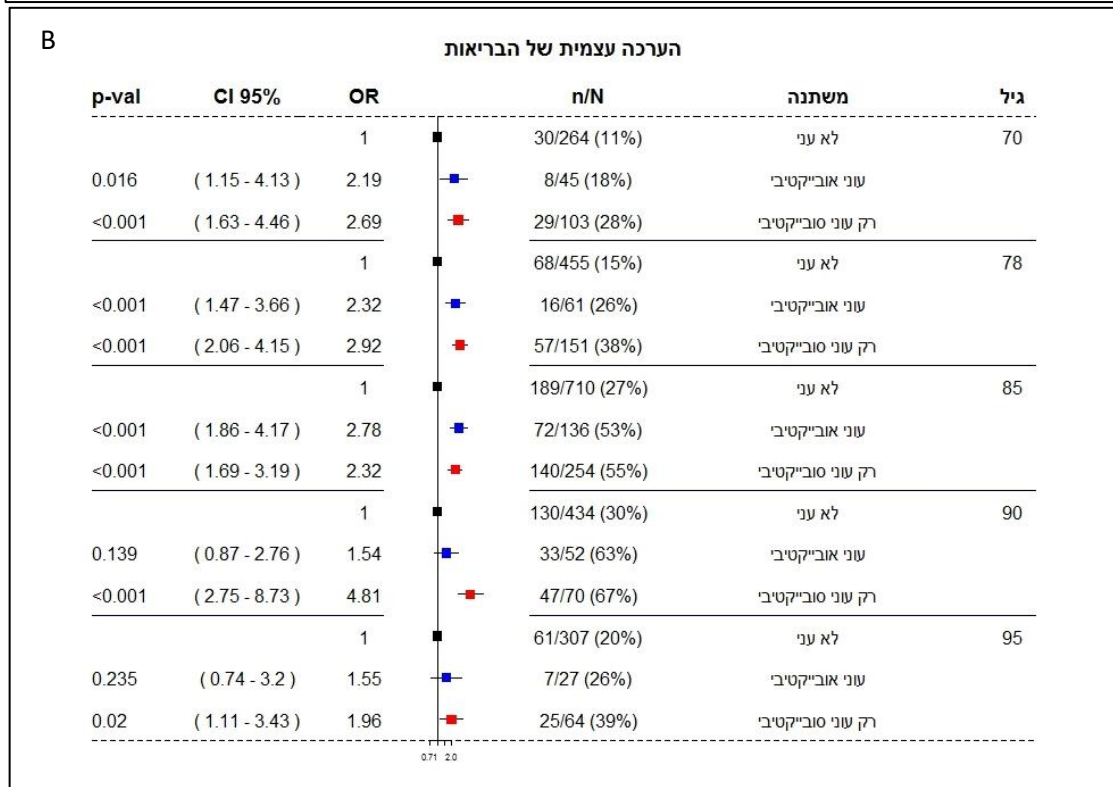 B
הערכה עצמית של הבריאות
גיל משתנה n/N OR CI 95% p-val
70 לא עני 30/264 (11%) 1
עוני אובייקטיבי 8/45 (18%) 2.19 ( 1.15 - 4.13 ) 0.016
רק עוני סובייקטיבי 29/103 (28%) 2.69 ( 1.63 - 4.46 ) <0.001
78 לא עני 68/455 (15%) 1
עוני אובייקטיבי 16/61 (26%) 2.32 ( 1.47 - 3.66 ) <0.001
רק עוני סובייקטיבי 57/151 (38%) 2.92 ( 2.06 - 4.15 ) <0.001
85 לא עני 189/710 (27%) 1
עוני אובייקטיבי 72/136 (53%) 2.78 ( 1.86 - 4.17 ) <0.001
רק עוני סובייקטיבי 140/254 (55%) 2.32 ( 1.69 - 3.19 ) <0.001
90 לא עני 130/434 (30%) 1
עוני אובייקטיבי 33/52 (63%) 1.54 ( 0.87 - 2.76 ) 0.139
רק עוני סובייקטיבי 47/70 (67%) 4.81 ( 2.75 - 8.73 ) <0.001
95 לא עני 61/307 (20%) 1
עוני אובייקטיבי 7/27 (26%) 1.55 ( 0.74 - 3.2 ) 0.235
רק עוני סובייקטיבי 25/64 (39%) 1.96 ( 1.11 - 3.43 ) 0.02
0.71 2.0